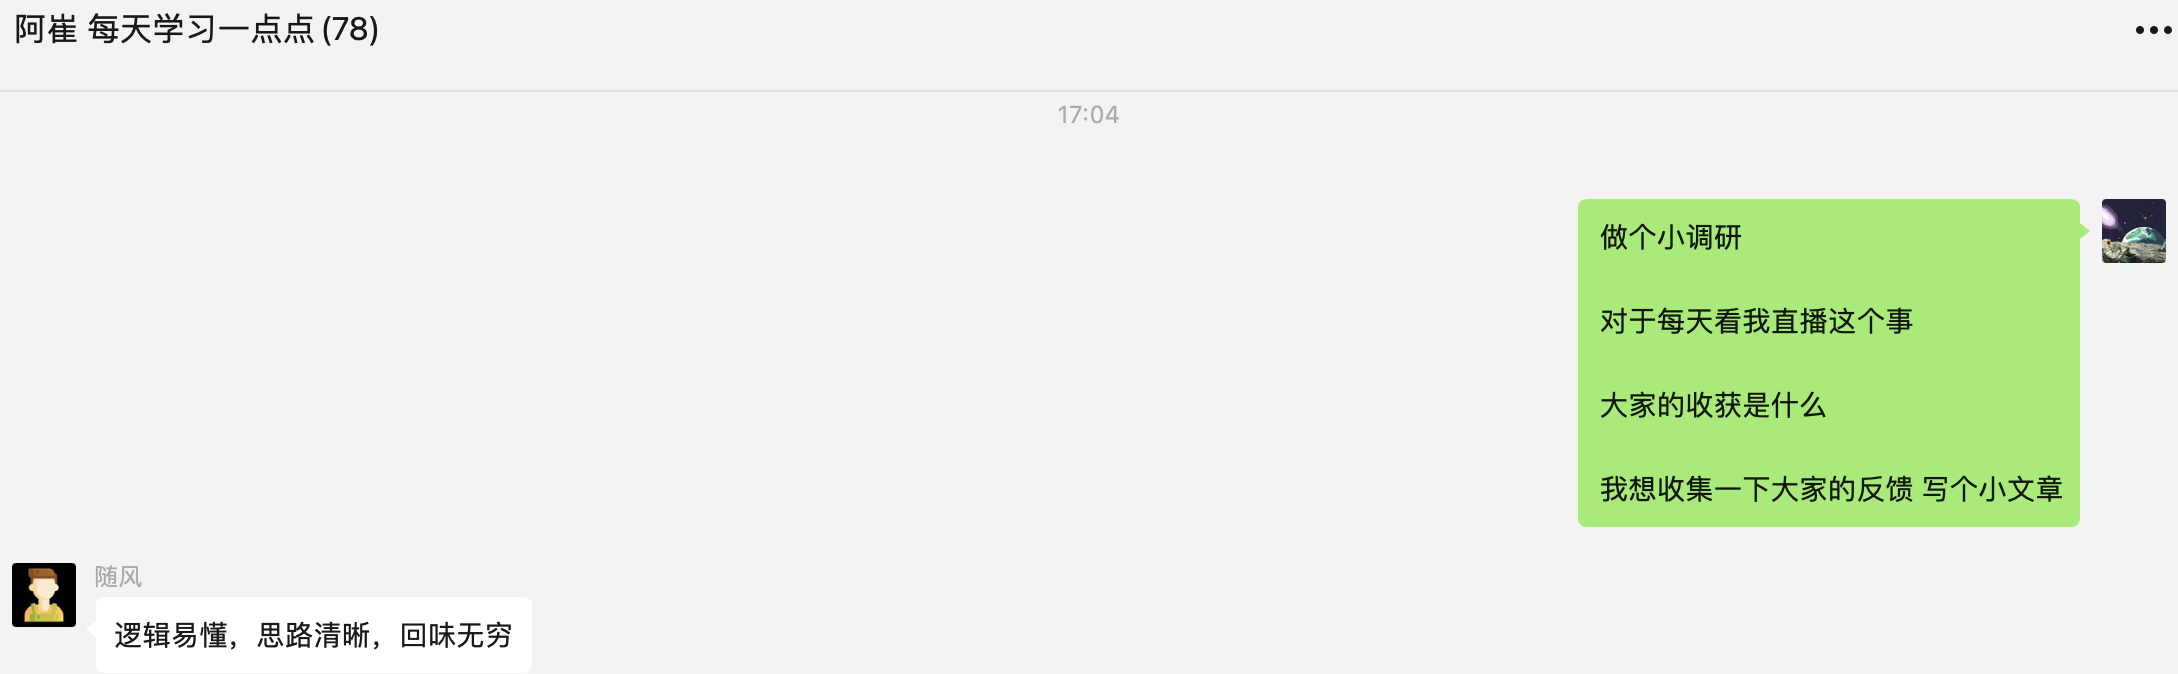 阿崔 每天学习一点点(78)
17:04
做个小调研
对于每天看我直播这个事
大家的收获是什么
我想收集一下大家的反馈 写个小文章
随风
逻辑易懂，思路清晰，回味无穷